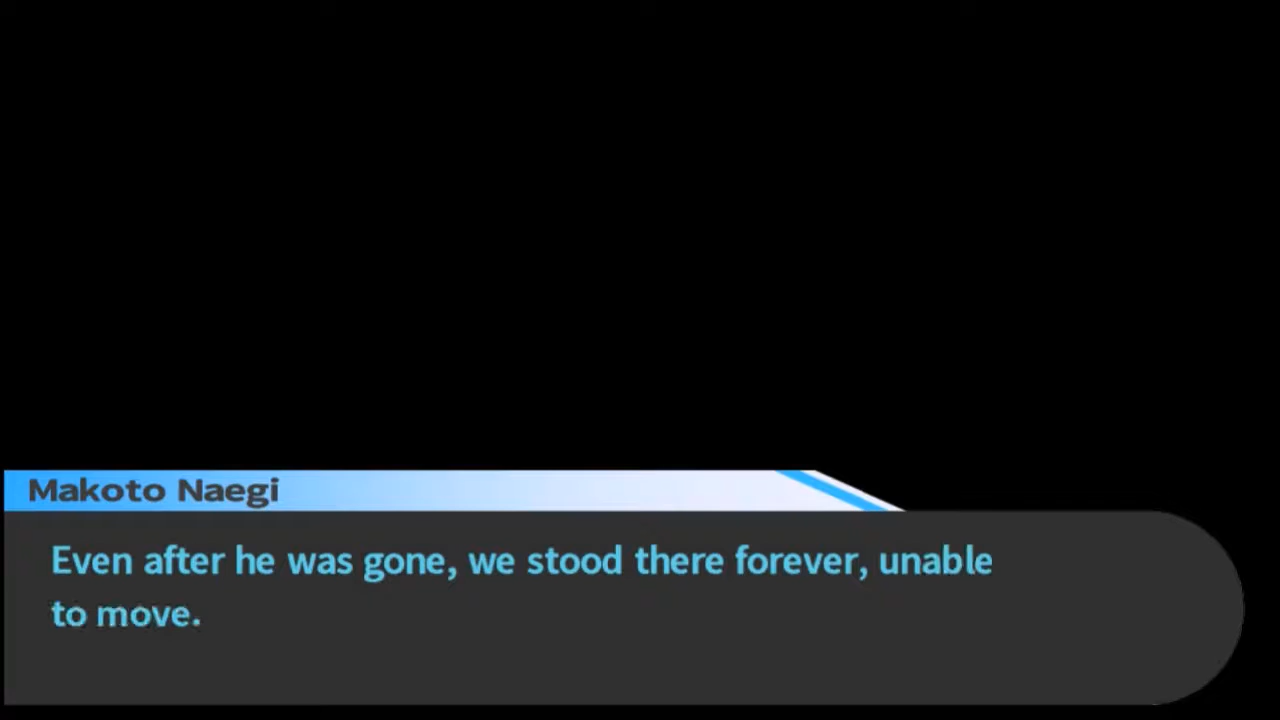 Makoto Naegi
Even after he was gone, we stood there forever, unable
to move.